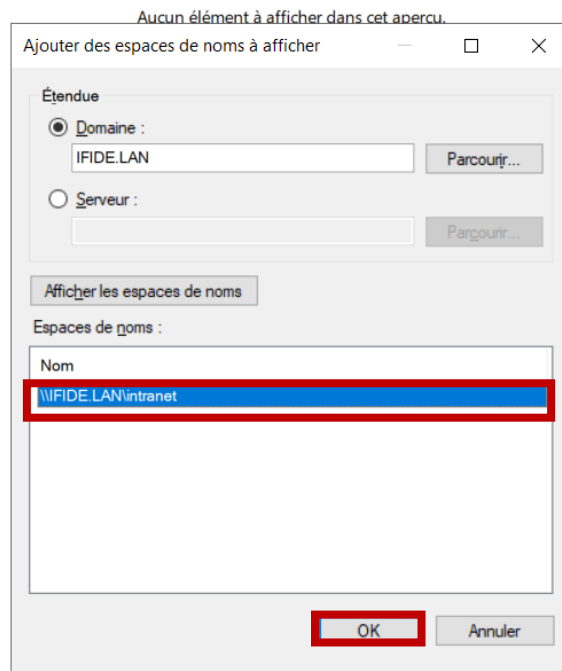 Aucun élément à afficher dans cet aperçu.
Ajouter des espaces de noms à afficher
Étendue
Domaine :
IFIDE.LAN
Parcourir...
Serveur :
Parcourir...
Afficher les espaces de noms
Espaces de noms :
Nom
\\IFIDE.LAN\intranet
OK
Annuler